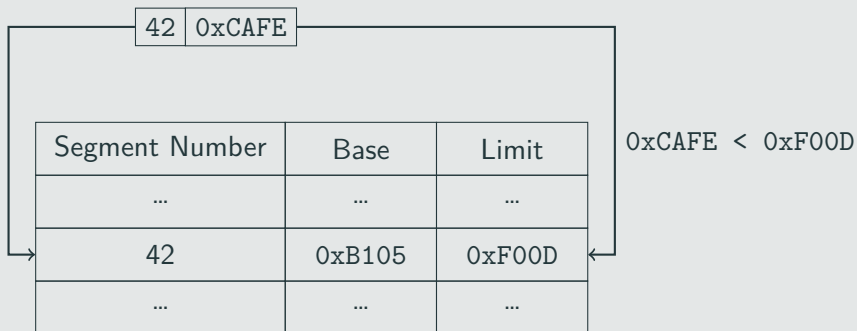 42 0xCAFE
Segment Number Base Limit
0xCAFE < 0xF00D
… … …
42 0xB105 0xF00D
… … …